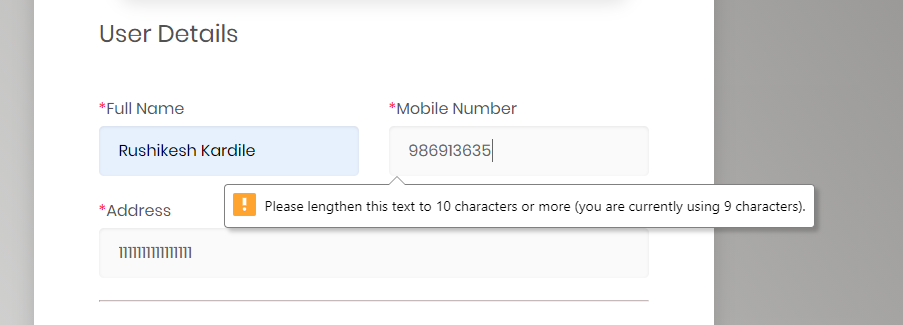 User Details
*Full Name
*Mobile Number
Rushikesh Kardile
986913635
*Address
! Please lengthen this text to 10 characters or more (you are currently using 9 characters).
1111111111111111